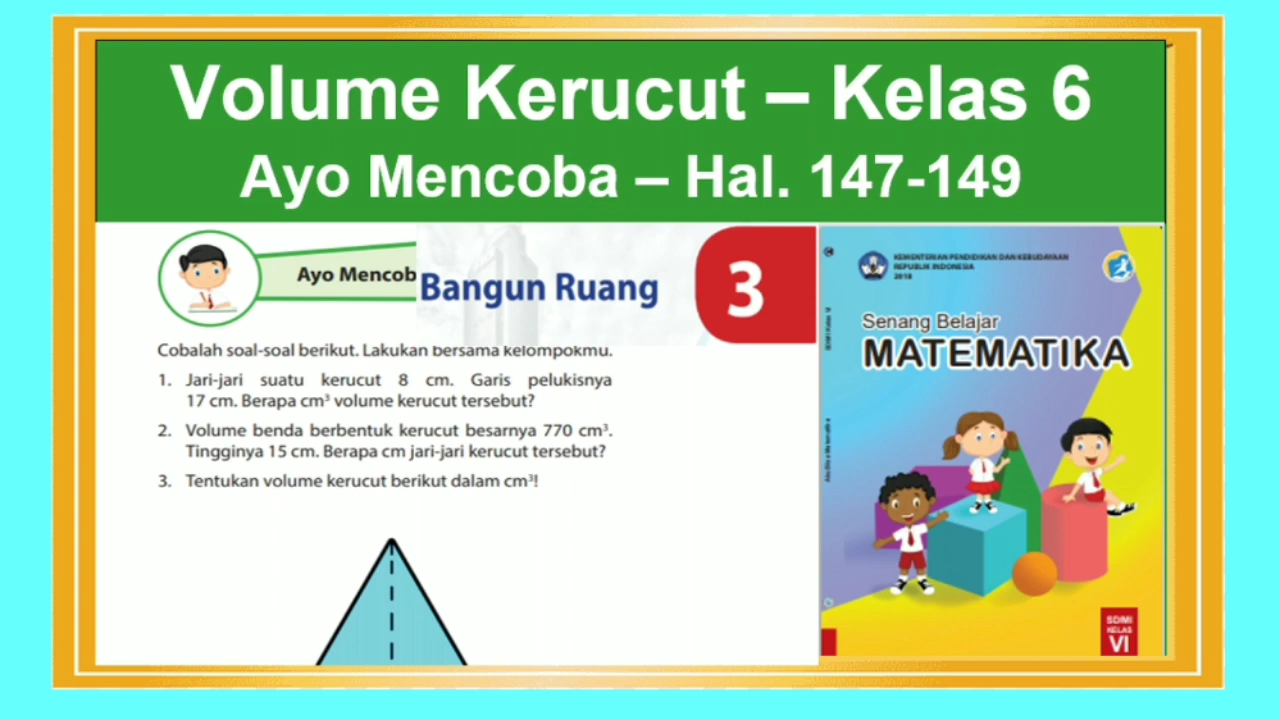 Volume Kerucut – Kelas 6
Ayo Mencoba – Hal. 147-149
Ayo Mencob
Bangun Ruang
3
Cobalah soal-soal berikut. Lakukan bersama kelompokmu.
1. Jari-jari suatu kerucut 8 cm. Garis pelukisnya
17 cm. Berapa cm³ volume kerucut tersebut?
2. Volume benda berbentuk kerucut besarnya 770 cm³.
Tingginya 15 cm. Berapa cm jari-jari kerucut tersebut?
3. Tentukan volume kerucut berikut dalam cm³!
KEMENTERIAN PENDIDIKAN DAN KEBUDAYAAN
REPUBLIK INDONESIA
2018
Senang Belajar
MATEMATIKA
SD/MI
KELAS
VI